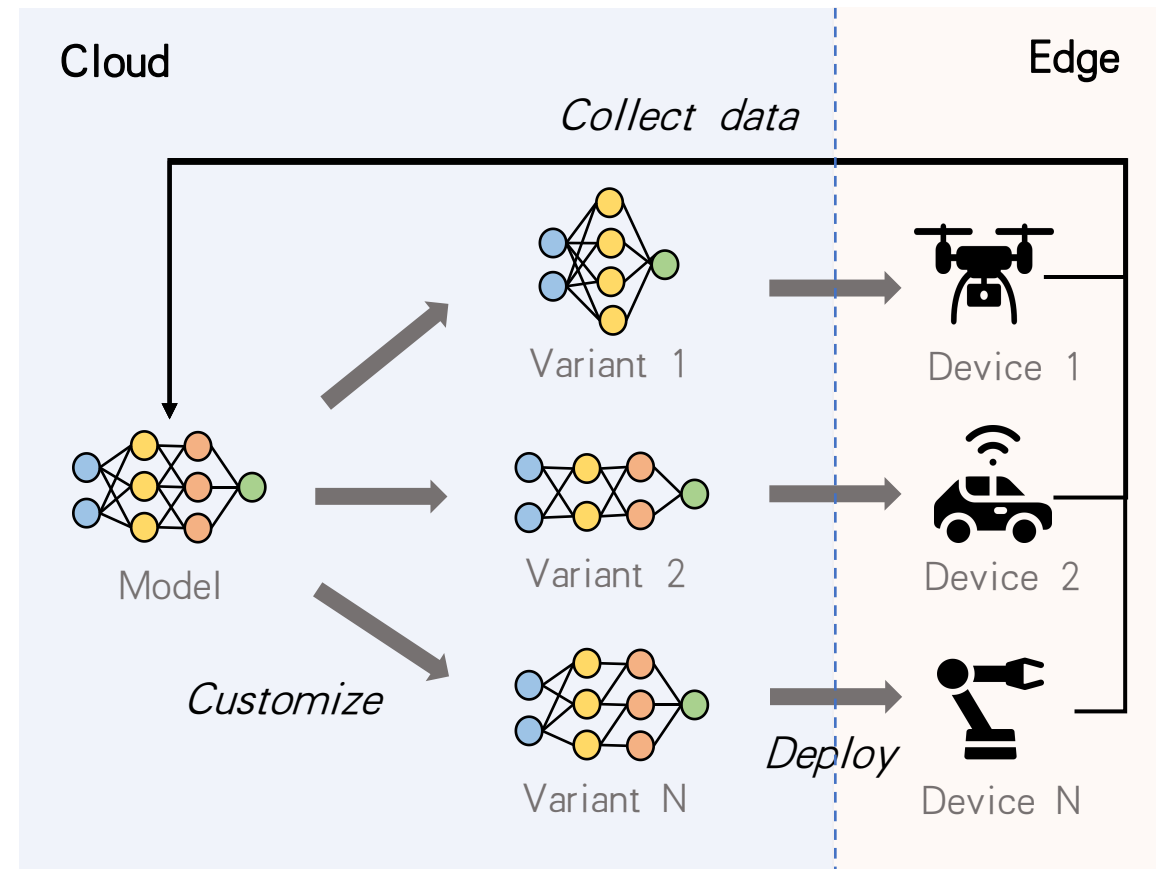 Cloud
Edge
Collect data
Variant 1
Device 1
Model
Variant 2
Device 2
Customize
Deploy
Variant N
Device N